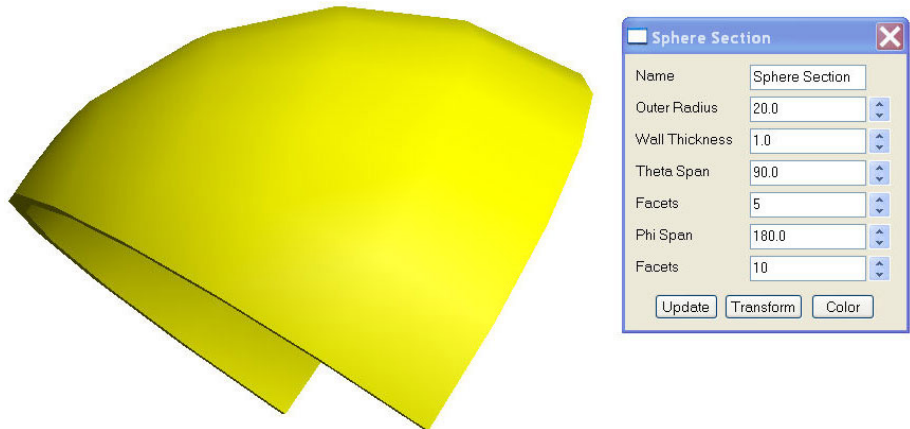 Sphere Section
Name Sphere Section
Outer Radius 20.0
Wall Thickness 1.0
Theta Span 90.0
Facets 5
Phi Span 180.0
Facets 10
Update Transform Color